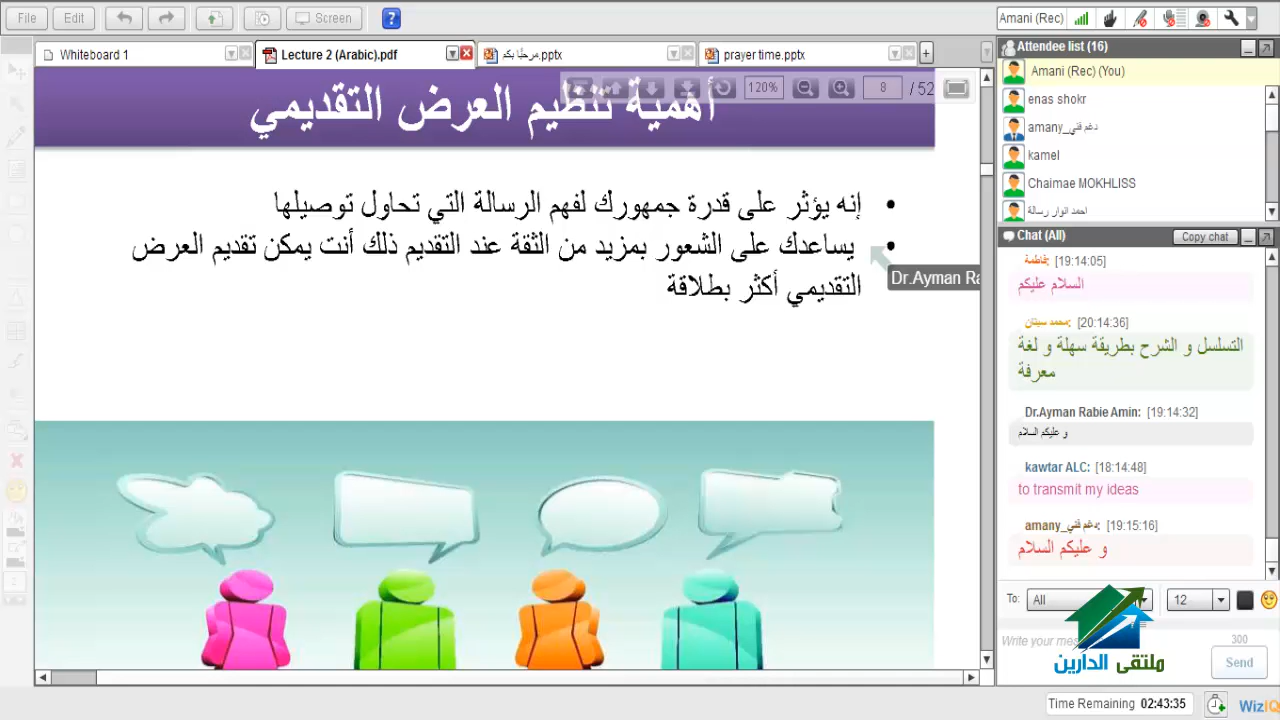 File
Edit
Screen
?
Amani (Rec)
Whiteboard 1
Lecture 2 (Arabic).pdf
مرحبًا بكم.pptx
prayer time.pptx
120%
8
/ 52
أهمية تنظيم العرض التقديمي
إنه يؤثر على قدرة جمهورك لفهم الرسالة التي تحاول توصيلها
يساعدك على الشعور بمزيد من الثقة عند التقديم ذلك أنت يمكن تقديم العرض
التقديمي أكثر بطلاقة
Dr.Ayman Ra
Attendee list (16)
Amani (Rec) (You)
enas shokr
amany_دعم فني
kamel
Chaimae MOKHLISS
احمد انوار رسالة
Chat (All)
Copy chat
فاطمة: [19:14:05]
السلام عليكم
محمد سيتان: [20:14:36]
التسلسل و الشرح بطريقة سهلة و لغة
معرفة
Dr.Ayman Rabie Amin: [19:14:32]
و عليكم السلام
kawtar ALC: [18:14:48]
to transmit my ideas
amany_دعم فني: [19:15:16]
و عليكم السلام
To:
All
12
Write your mes
300
Send
ملتقى الدارين
Time Remaining 02:43:35
WizIQ